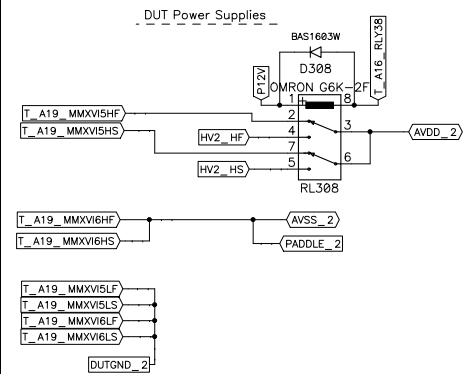 DUT Power Supplies
BAS1603W
D308
P12V
T_A16_RLY38
OMRON G6K-2F
1 8
T_A19_MMXVI5HF
2
T_A19_MMXVI5HS
3
AVDD_2
HV2_HF
4
7
HV2_HS
5
6
RL308
T_A19_MMXVI6HF
AVSS_2
T_A19_MMXVI6HS
PADDLE_2
T_A19_MMXVI5LF
T_A19_MMXVI5LS
T_A19_MMXVI6LF
T_A19_MMXVI6LS
DUTGND_2